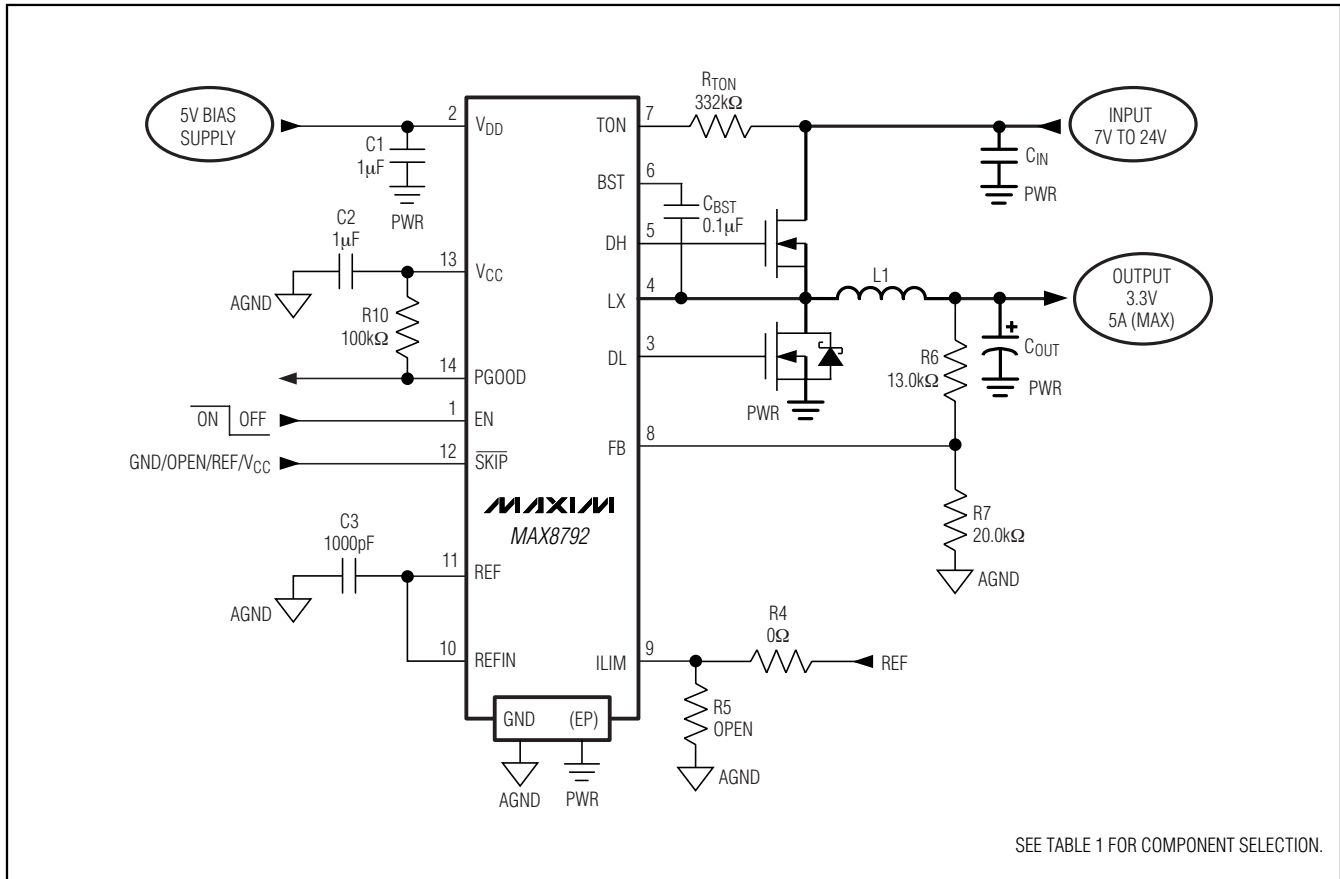 5V BIAS
SUPPLY
2
VDD
C1
1µF
PWR
C2
1µF
13
VCC
AGND
R10
100kΩ
14
PGOOD
ON
OFF
1
EN
GND/OPEN/REF/VCC
12
SKIP
MAXIM
MAX8792
C3
1000pF
11
REF
AGND
10
REFIN
GND
(EP)
AGND
PWR
RTON
332kΩ
7
TON
INPUT
7V TO 24V
CIN
PWR
6
BST
CBST
0.1µF
5
DH
4
LX
L1
OUTPUT
3.3V
5A (MAX)
3
DL
PWR
+
COUT
PWR
R6
13.0kΩ
8
FB
R7
20.0kΩ
AGND
9
ILIM
R4
0Ω
REF
R5
OPEN
AGND
SEE TABLE 1 FOR COMPONENT SELECTION.